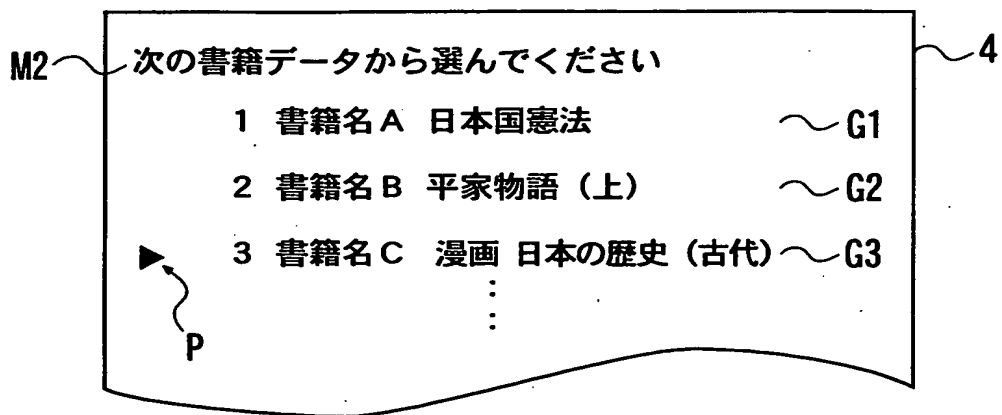 M2 次の書籍データから選んでください 4
1 書籍名A 日本国憲法 G1
2 書籍名B 平家物語（上） G2
3 書籍名C 漫画 日本の歴史（古代） G3
P